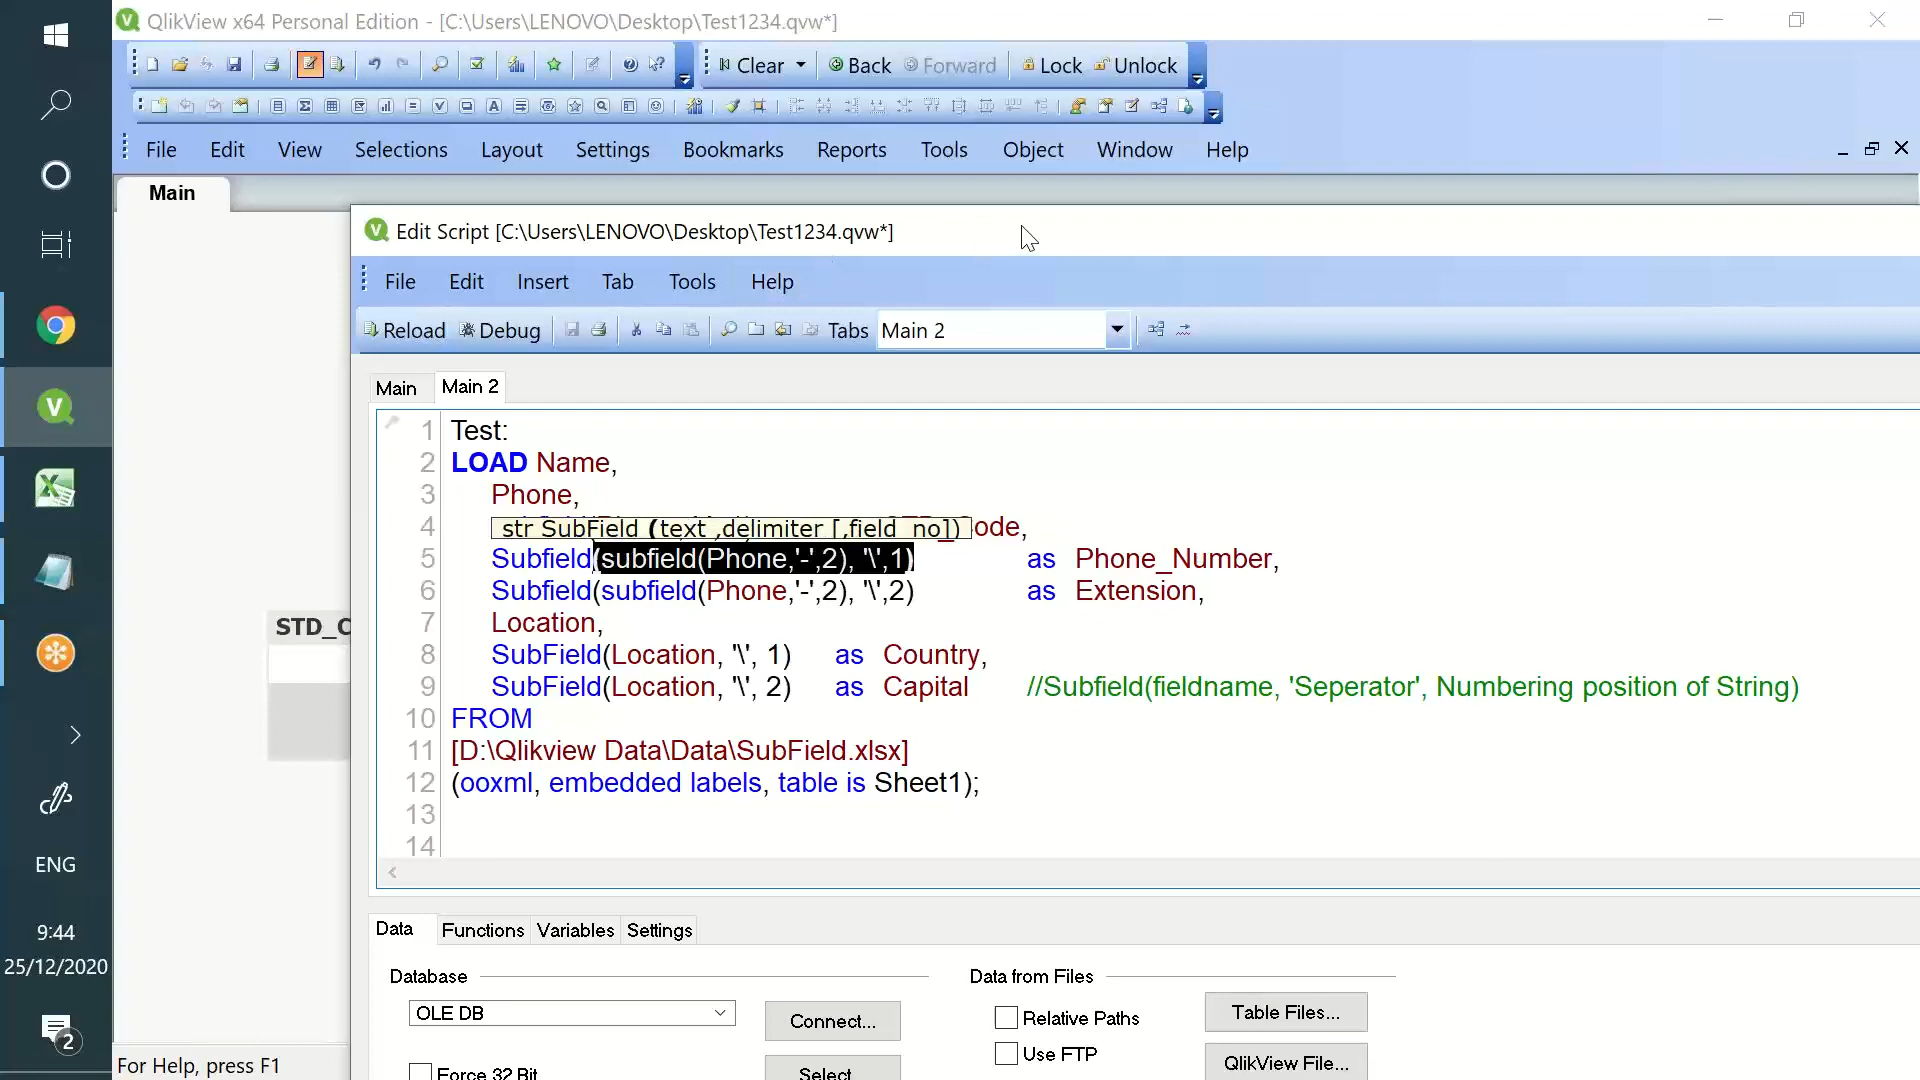 QlikView x64 Personal Edition - [C:\Users\LENOVO\Desktop\Test1234.qvw*]
Clear Back Forward Lock Unlock
File Edit View Selections Layout Settings Bookmarks Reports Tools Object Window Help
Main
Edit Script [C:\Users\LENOVO\Desktop\Test1234.qvw*]
File Edit Insert Tab Tools Help
Reload Debug Tabs Main 2
Main Main 2
1 Test:
2 LOAD Name,
3 Phone,
str SubField (text ,delimiter [,field_no])
4 ode,
5 Subfield(subfield(Phone,'-',2), '\',1) as Phone_Number,
6 Subfield(subfield(Phone,'-',2), '\',2) as Extension,
7 Location,
8 SubField(Location, '\', 1) as Country,
9 SubField(Location, '\', 2) as Capital //Subfield(fieldname, 'Seperator', Numbering position of String)
10 FROM
11 [D:\Qlikview Data\Data\SubField.xlsx]
12 (ooxml, embedded labels, table is Sheet1);
13
14
STD_C
Data Functions Variables Settings
Database
OLE DB
Connect...
Force 32 Bit
Select
Data from Files
Relative Paths
Use FTP
Table Files...
QlikView File...
For Help, press F1
ENG
9:44
25/12/2020
2